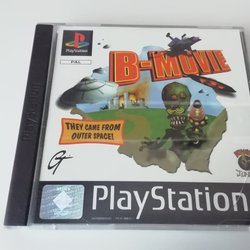 PlayStation
PAL
B-MOVIE
THEY CAME FROM
OUTER SPACE!
PlayStation